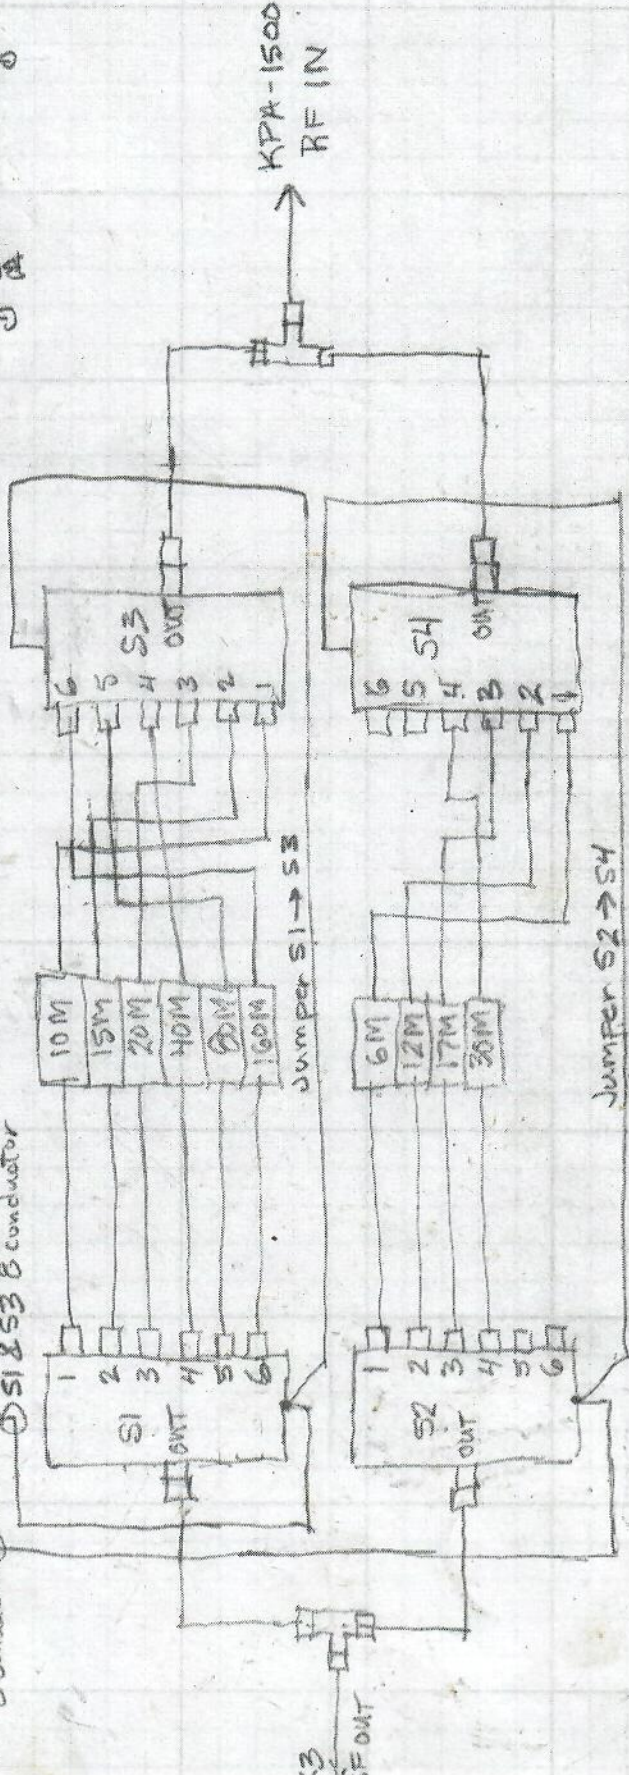 KPA-1500
RF IN
S3
OUT
6
5
4
3
2
1
S4
OUT
6
5
4
3
2
1
10M
15M
20M
40M
80M
160M
Jumper S1→S3
6M
12M
17M
30M
Jumper S2→S4
S1 & S3 8 conductor
1
2
3
4
5
6
S1
OUT
1
2
3
4
5
6
S2
OUT
OUT